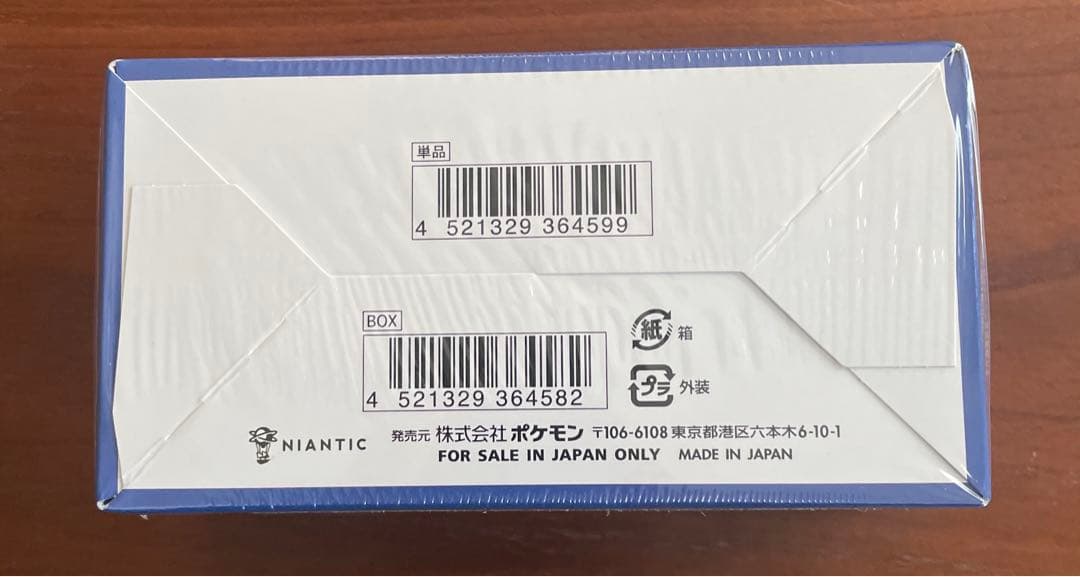 単品
4 521329 364599
BOX
4 521329 364582
紙 箱
プラ 外装
NIANTIC
発売元 株式会社 ポケモン 〒106-6108 東京都港区六本木6-10-1
FOR SALE IN JAPAN ONLY MADE IN JAPAN